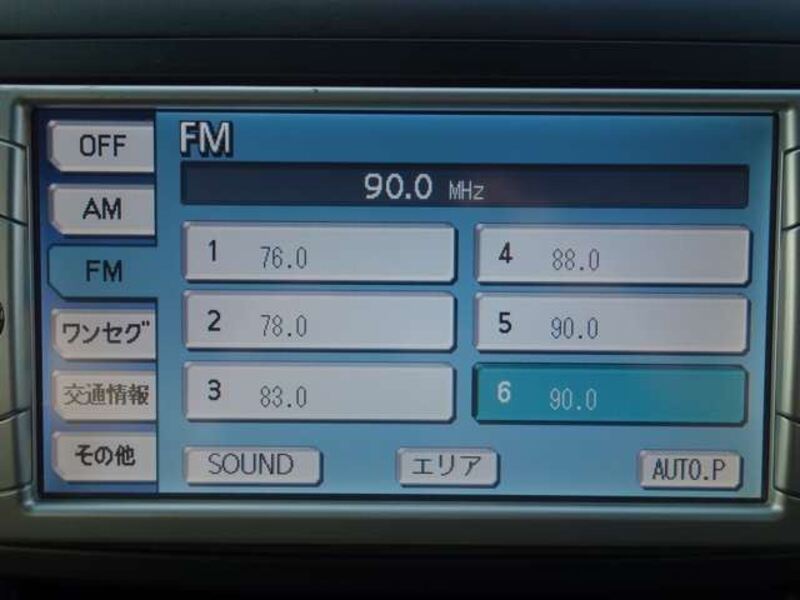 OFF
AM
FM
ワンセグ
交通情報
その他
FM
90.0 MHz
1 76.0
2 78.0
3 83.0
4 88.0
5 90.0
6 90.0
SOUND
エリア
AUTO.P